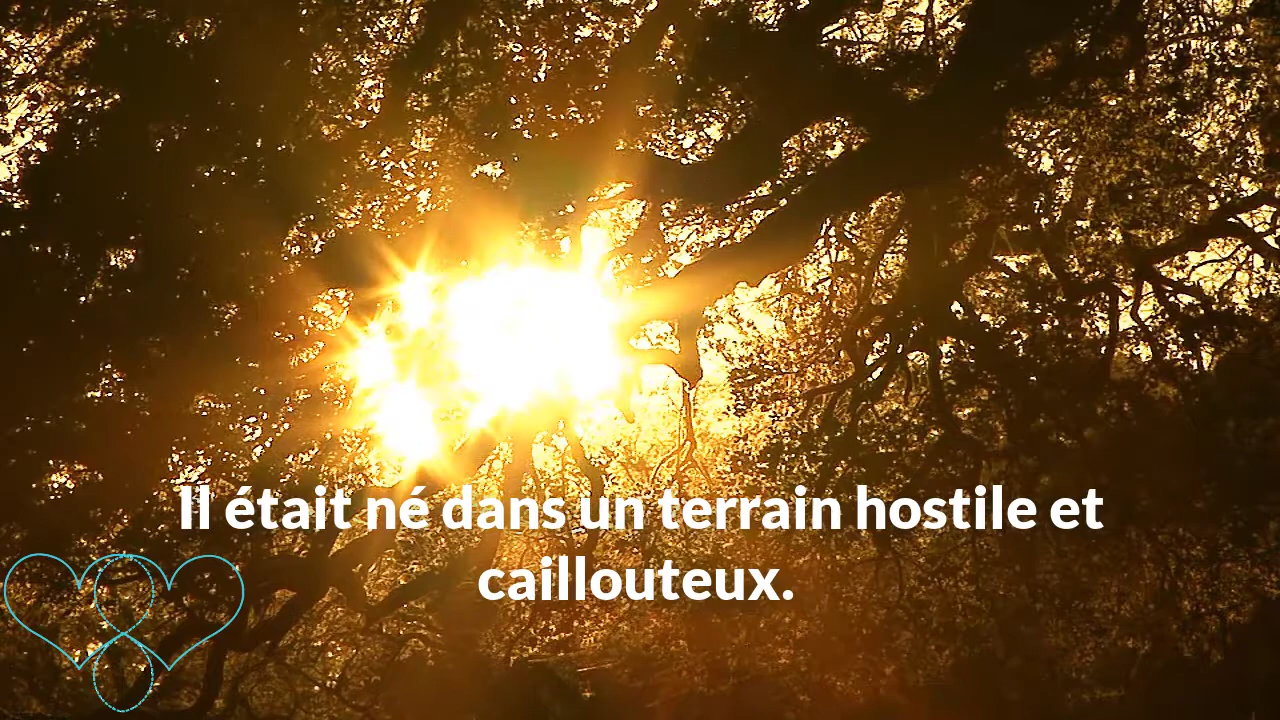 Il était né dans un terrain hostile et
caillouteux.